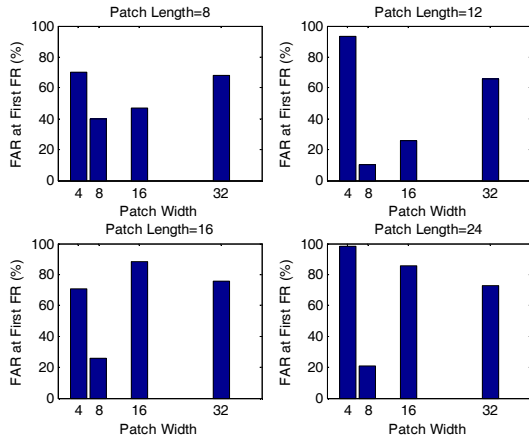 Patch Length=8
100
80
60
40
20
0
FAR at First FR (%)
4 8 16 32
Patch Width
Patch Length=12
100
80
60
40
20
0
FAR at First FR (%)
4 8 16 32
Patch Width
Patch Length=16
100
80
60
40
20
0
FAR at First FR (%)
4 8 16 32
Patch Width
Patch Length=24
100
80
60
40
20
0
FAR at First FR (%)
4 8 16 32
Patch Width